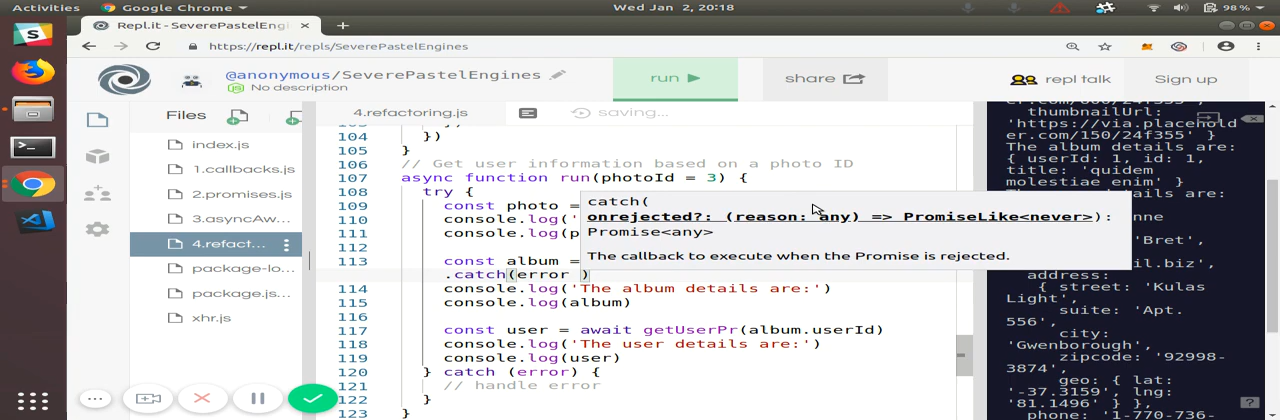 Activities Google Chrome Wed Jan 2, 20:18 98 %
Repl.it - SeverePastelEngi
https://repl.it/repls/SeverePastelEngines
@anonymous/SeverePastelEngines
No description
run
share
repl talk
Sign up
Files
index.js
1.callbacks.js
2.promises.js
3.asyncAw...
4.refact...
package-lo...
package.js...
xhr.js
4.refactoring.js
saving...
104 })
105 }
106 // Get user information based on a photo ID
107 async function run(photoId = 3) {
108 try {
109 const photo =
110 console.log('
111 console.log(p
112
113 const album =
.catch(error )
114 console.log('The album details are:')
115 console.log(album)
116
117 const user = await getUserPr(album.userId)
118 console.log('The user details are:')
119 console.log(user)
120 } catch (error) {
121 // handle error
122 }
123 }
catch(
onrejected?: (reason: any) => PromiseLike<never>):
Promise<any>
The callback to execute when the Promise is rejected.
thumbnailUrl:
'https://via.placehold
er.com/150/24f355' }
The album details are:
{ userId: 1, id: 1,
title: 'quidem
molestiae enim' }
details are:
nne
'Bret',
il.biz',
address:
{ street: 'Kulas
Light',
suite: 'Apt.
556',
city:
'Gwenborough',
zipcode: '92998-
3874',
geo: { lat:
'-37.3159', lng:
'81.1496' } },
phone: '1-770-736-